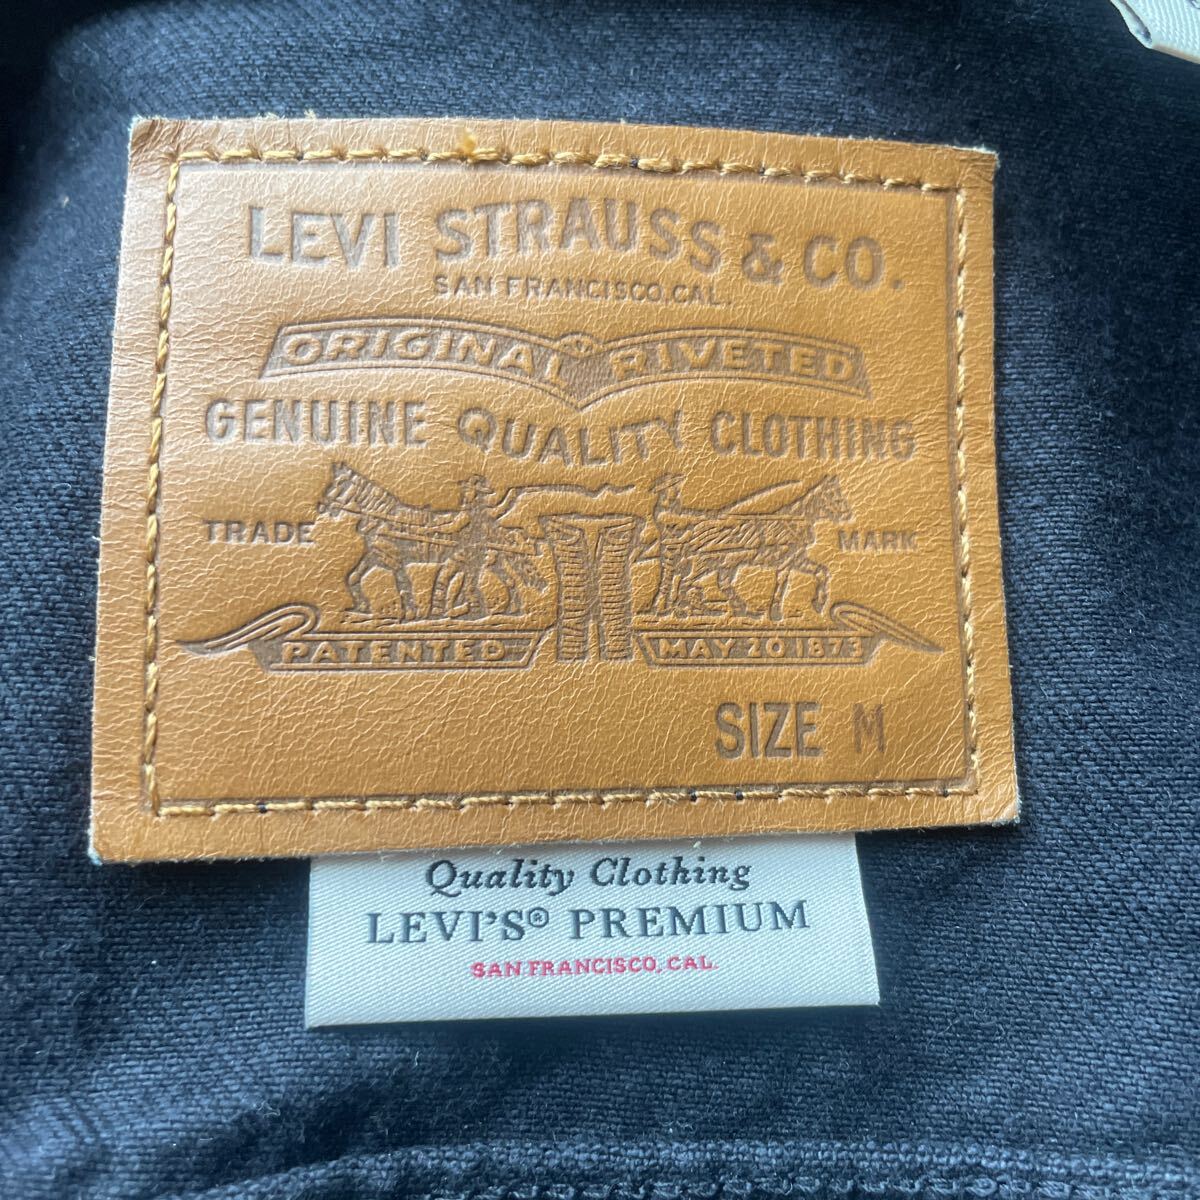 LEVI STRAUSS & CO.
SAN FRANCISCO, CAL.
ORIGINAL RIVETED
GENUINE QUALITY CLOTHING
TRADE MARK
PATENTED MAY 20 1873
SIZE M
Quality Clothing
LEVI'S® PREMIUM
SAN FRANCISCO, CAL.